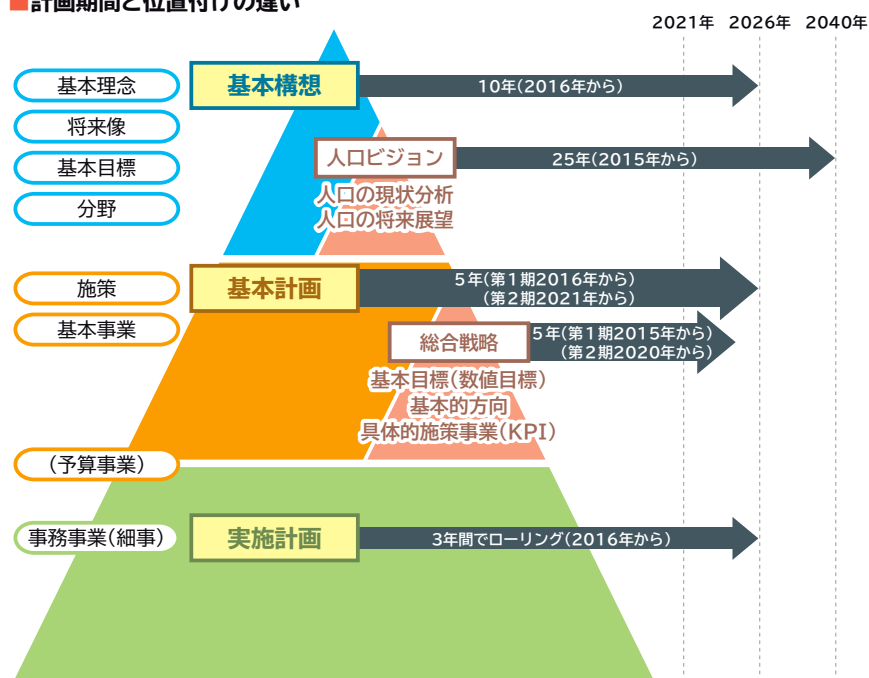 ■計画期間と位置付けの違い
2021年 2026年 2040年
基本理念
基本構想
10年(2016年から)
将来像
人口ビジョン
25年(2015年から)
基本目標
人口の現状分析
人口の将来展望
分野
施策
基本計画
5年(第1期2016年から)
(第2期2021年から)
基本事業
総合戦略
5年(第1期2015年から)
(第2期2020年から)
基本目標(数値目標)
基本的方向
具体的施策事業(KPI)
(予算事業)
事務事業(細事)
実施計画
3年間でローリング(2016年から)